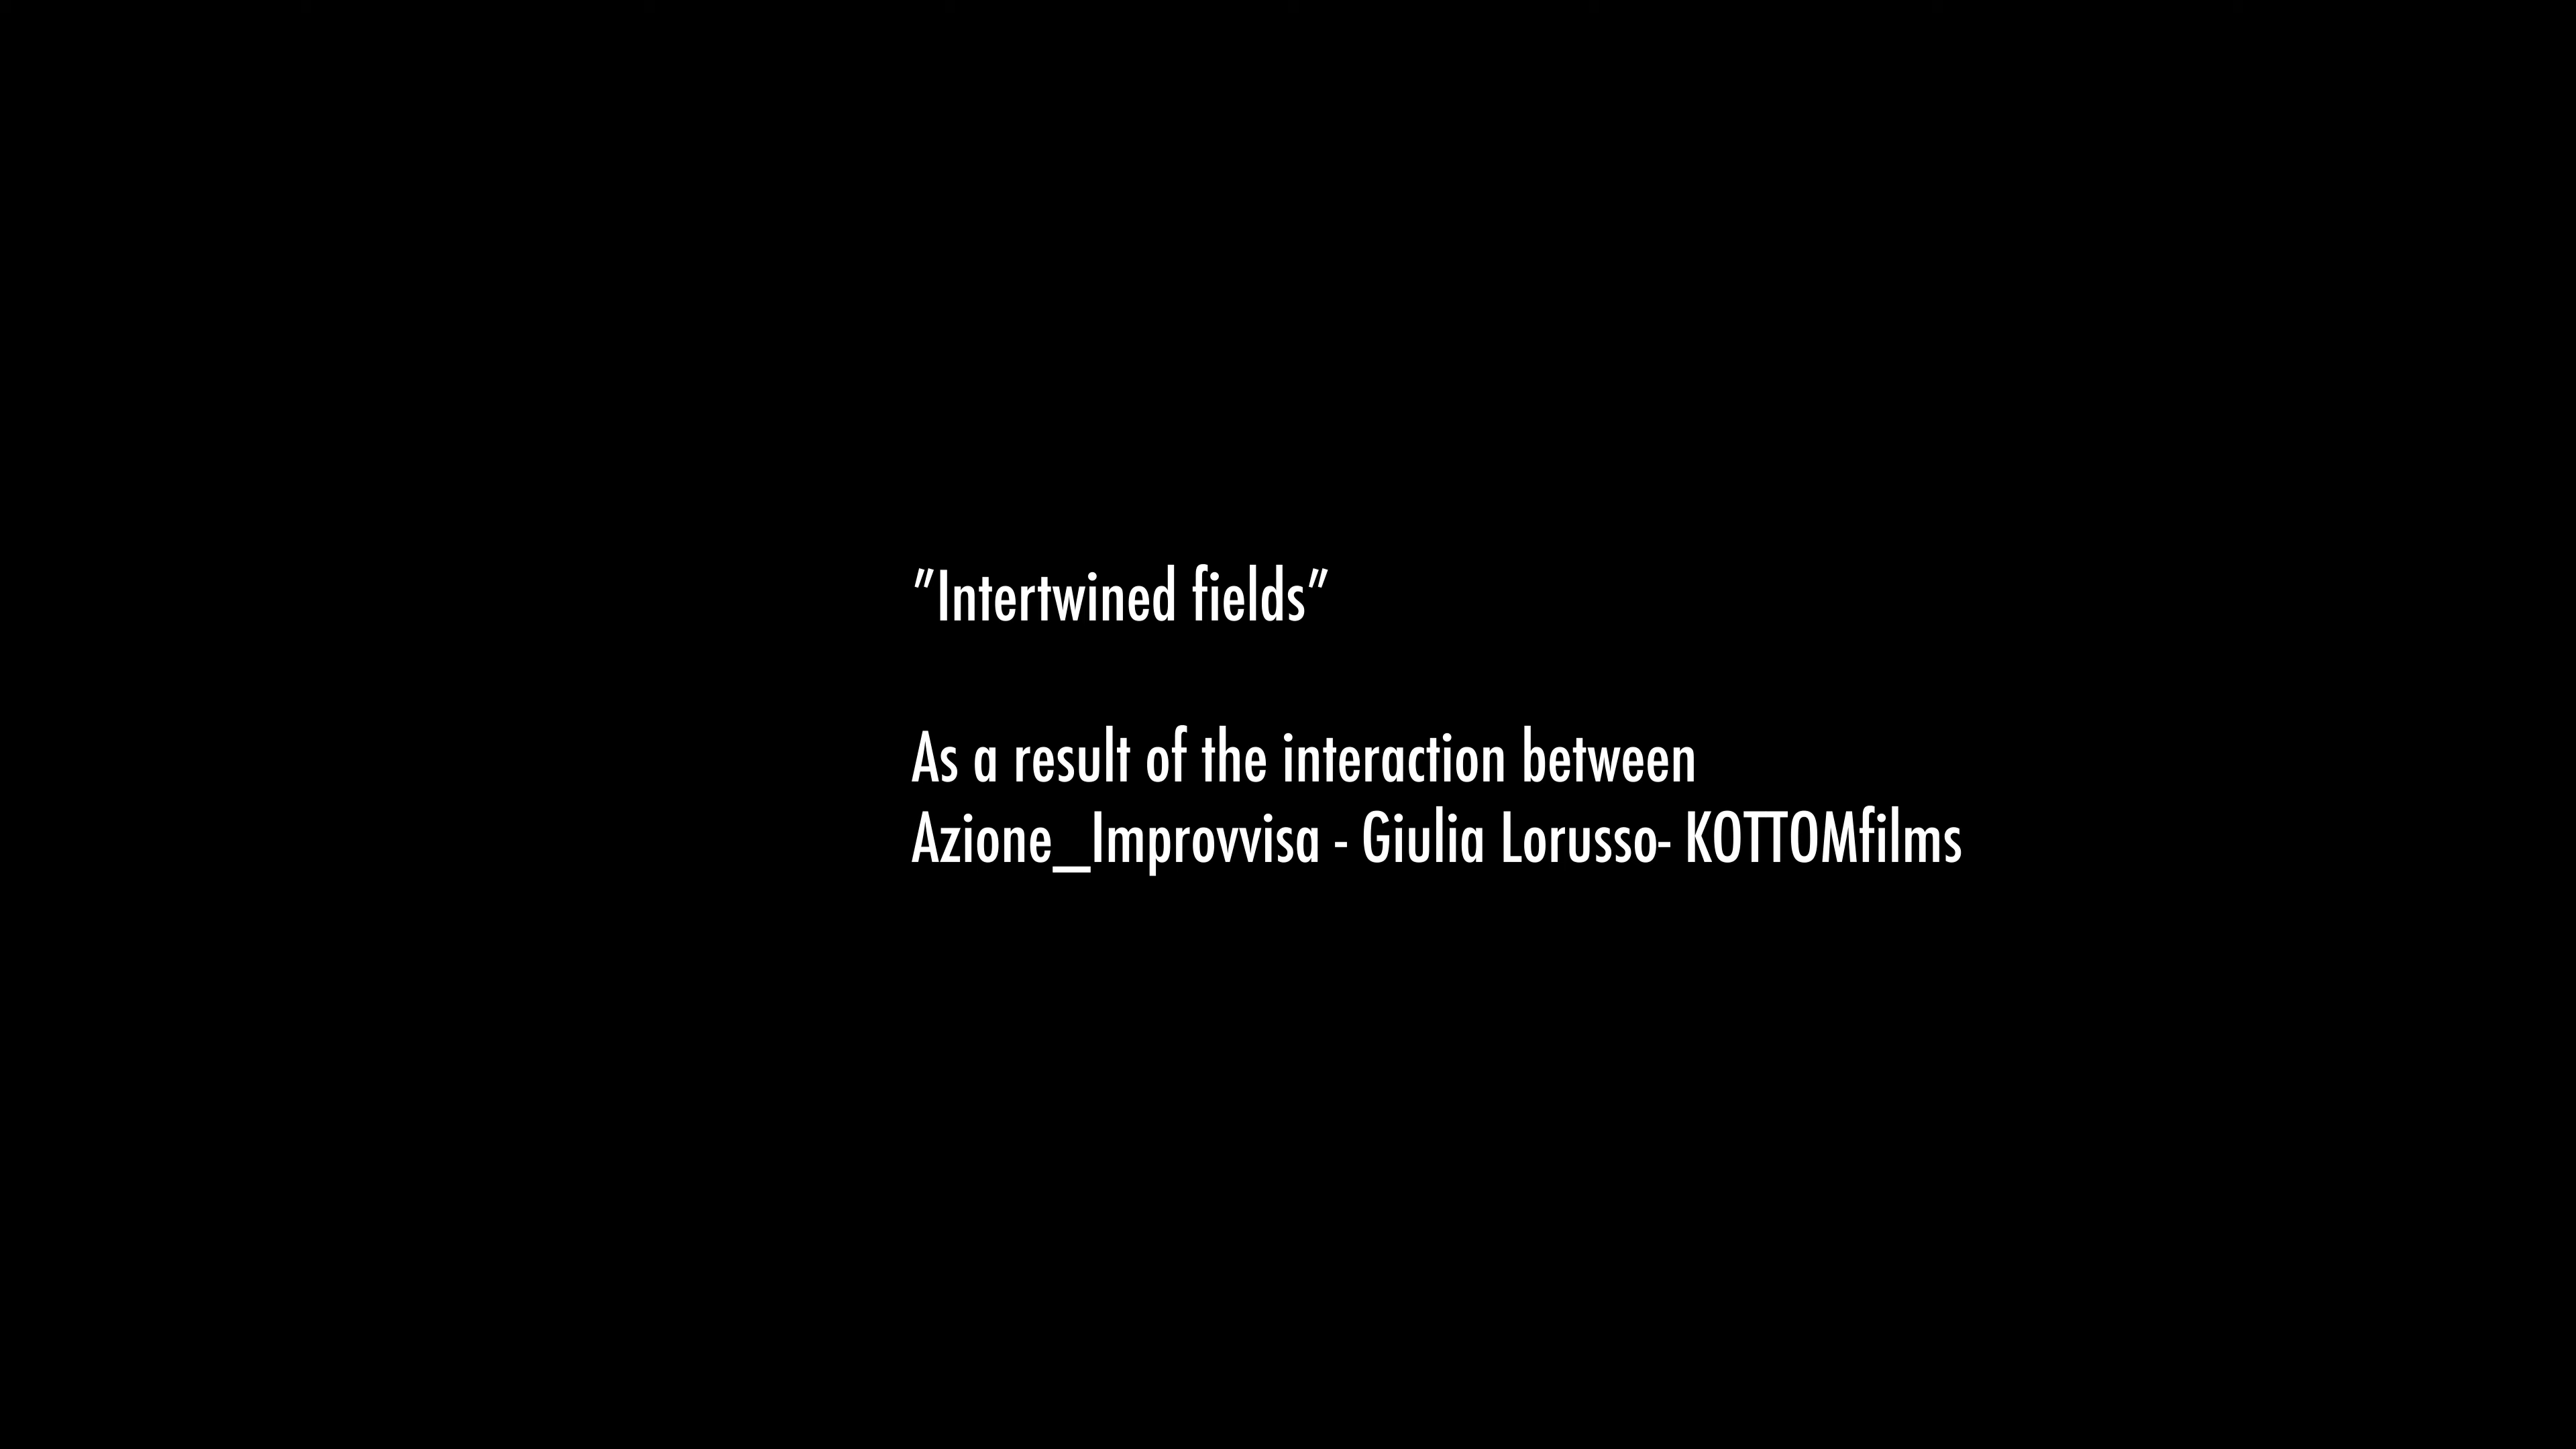 "Intertwined fields"
As a result of the interaction between
Azione_Improvvisa - Giulia Lorusso- KOTTOMfilms